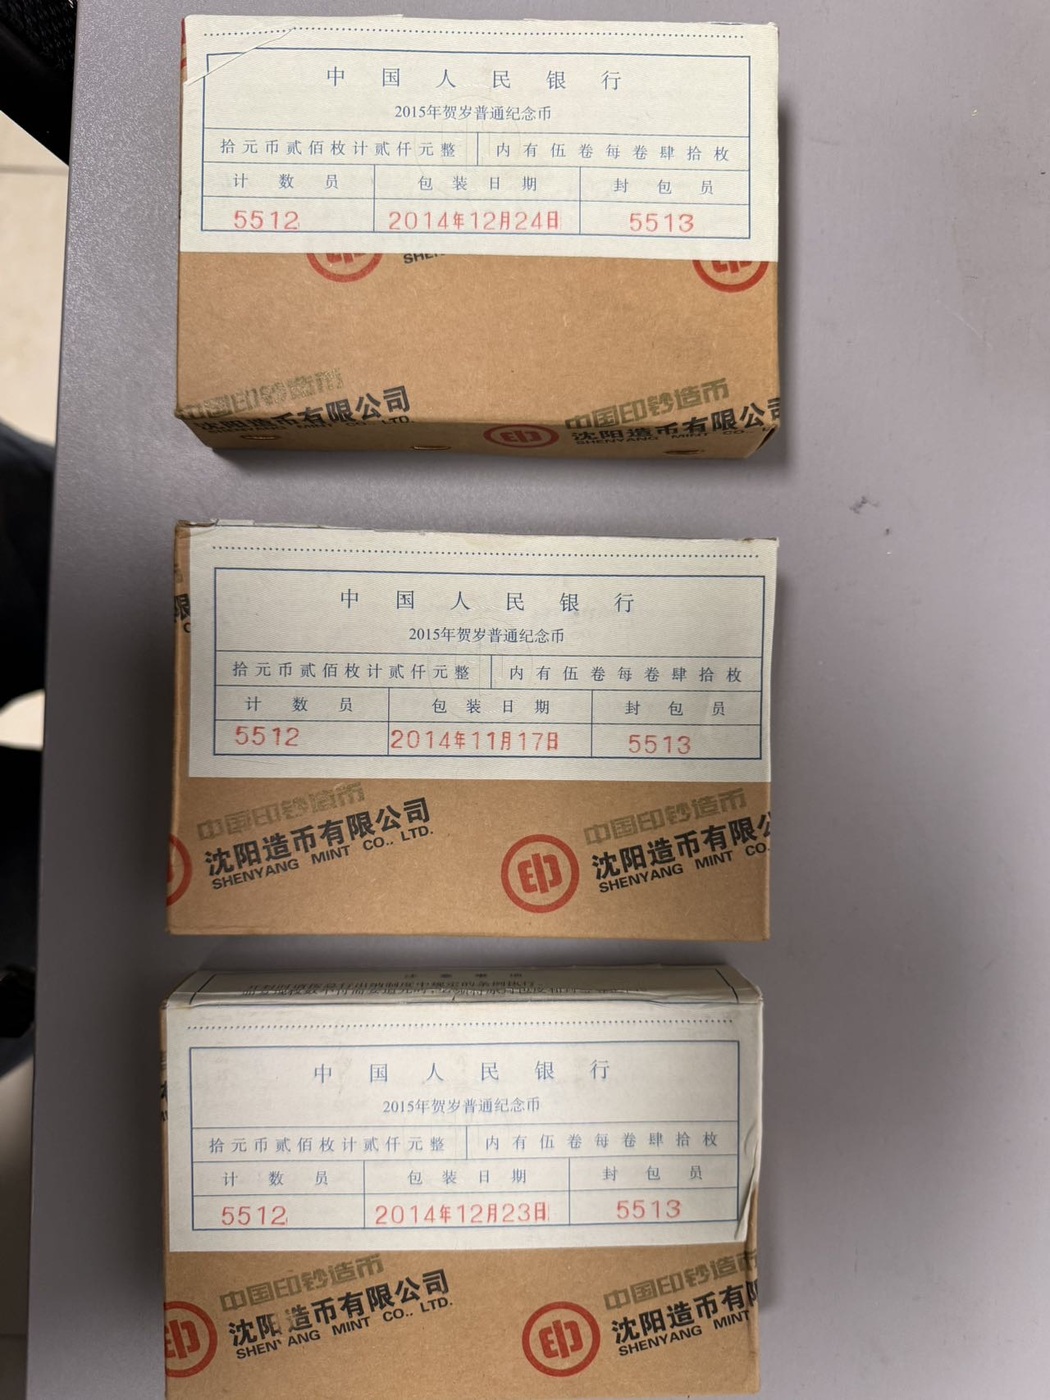 中国人民银行
2015年贺岁普通纪念币
拾元币贰佰枚计贰仟元整 内有伍卷每卷肆拾枚
计数员 包装日期 封包员
5512 2014年12月24日 5513
中国印钞造币
沈阳造币有限公司
中国印钞造币
沈阳造币有限公司
SHENYANG MINT CO.,
中国人民银行
2015年贺岁普通纪念币
拾元币贰佰枚计贰仟元整 内有伍卷每卷肆拾枚
计数员 包装日期 封包员
5512 2014年11月17日 5513
中国印钞造币
沈阳造币有限公司
SHENYANG MINT CO., LTD.
中国印钞造币
沈阳造币有限
SHENYANG MINT CO.
中国人民银行
2015年贺岁普通纪念币
拾元币贰佰枚计贰仟元整 内有伍卷每卷肆拾枚
计数员 包装日期 封包员
5512 2014年12月23日 5513
中国印钞造币
沈阳造币有限公司
SHENYANG MINT CO., LTD.
中国印钞造币
沈阳造币有限
SHENYANG MINT